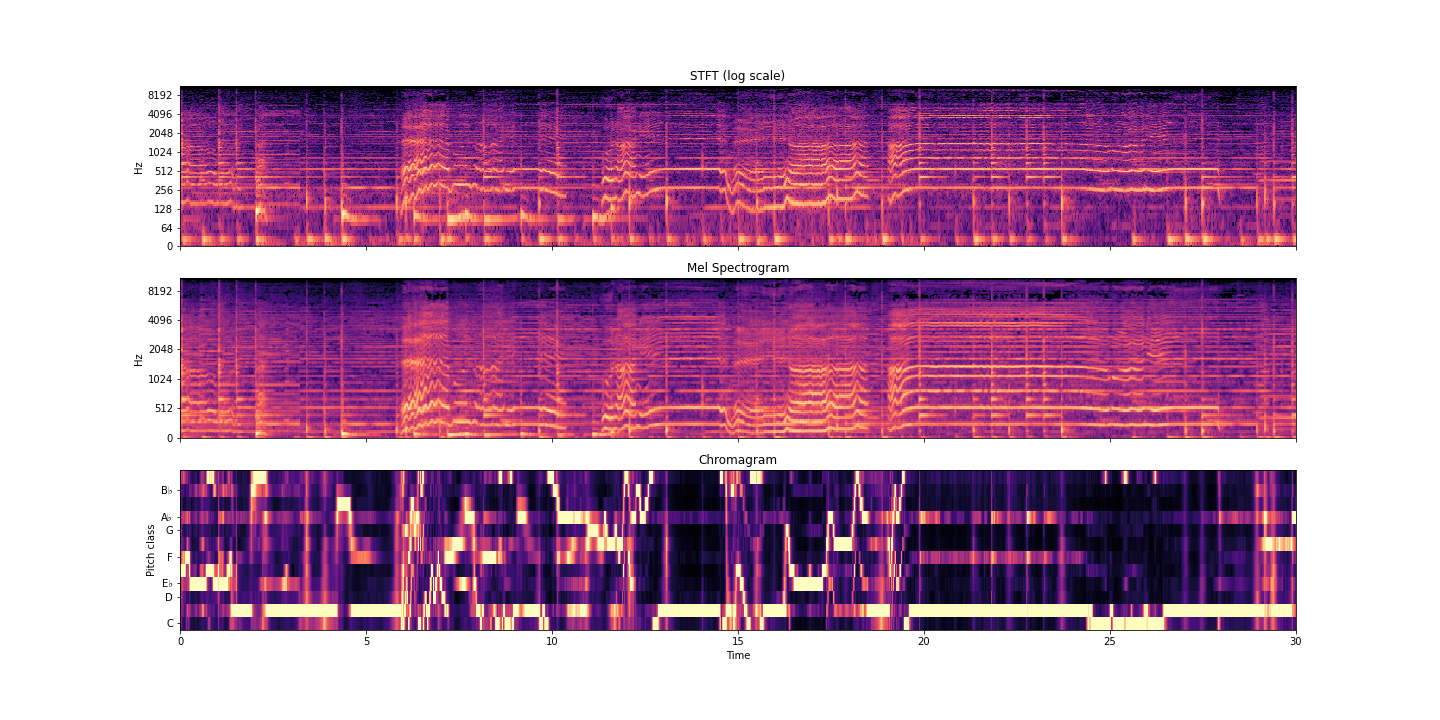 STFT (log scale)
8192
4096
2048
1024
512
256
128
64
0
Hz
Mel Spectrogram
8192
4096
2048
1024
512
0
Hz
Chromagram
B♭
A♭
G
F
E♭
D
C
Pitch class
0 5 10 15 20 25 30
Time